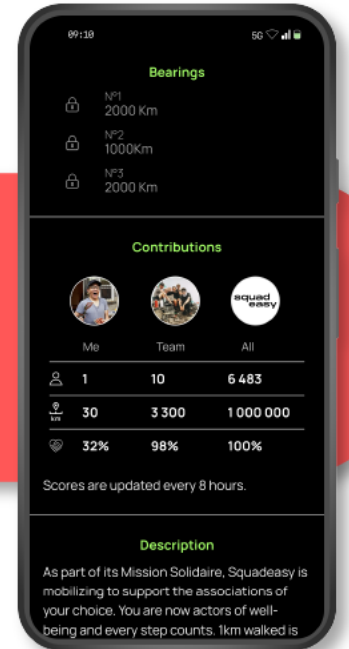 09:10 5G
Bearings
Nº1
2000 Km
Nº2
1000Km
Nº3
2000 Km
Contributions
squad
easy
Me Team All
1 10 6 483
km 30 3 300 1 000 000
32% 98% 100%
Scores are updated every 8 hours.
Description
As part of its Mission Solidaire, Squadeasy is
mobilizing to support the associations of
your choice. You are now actors of well-
being and every step counts. 1km walked is